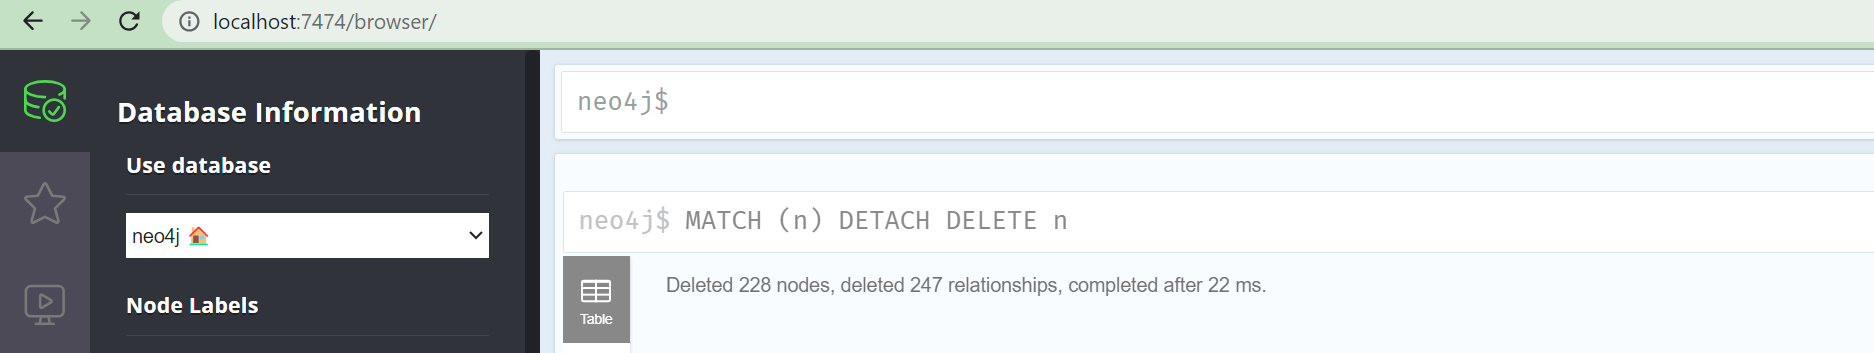 localhost:7474/browser/
Database Information
Use database
neo4j
Node Labels
neo4j$
neo4j$ MATCH (n) DETACH DELETE n
Table
Deleted 228 nodes, deleted 247 relationships, completed after 22 ms.